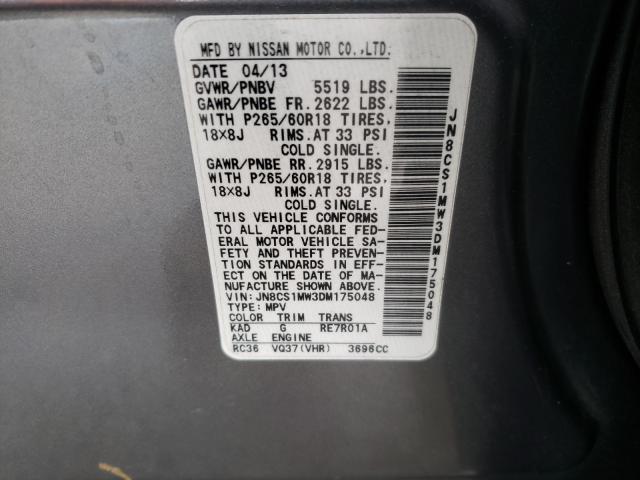 MFD BY NISSAN MOTOR CO.,LTD.
DATE 04/13
GVWR/PNBV 5519 LBS.
GAWR/PNBE FR. 2622 LBS.
WITH P265/60R18 TIRES,
18X8J RIMS.AT 33 PSI
COLD SINGLE.
GAWR/PNBE RR. 2915 LBS.
WITH P265/60R18 TIRES,
18X8J RIMS.AT 33 PSI
COLD SINGLE.
THIS VEHICLE CONFORMS
TO ALL APPLICABLE FED-
ERAL MOTOR VEHICLE SA-
FETY AND THEFT PREVEN-
TION STANDARDS IN EFF-
ECT ON THE DATE OF MA-
NUFACTURE SHOWN ABOVE.
VIN: JN8CS1MW3DM175048
TYPE: MPV
COLOR TRIM TRANS
KAD G RE7R01A
AXLE ENGINE
RC36 VQ37(VHR) 3696CC
JN8CS1MW3DM175048